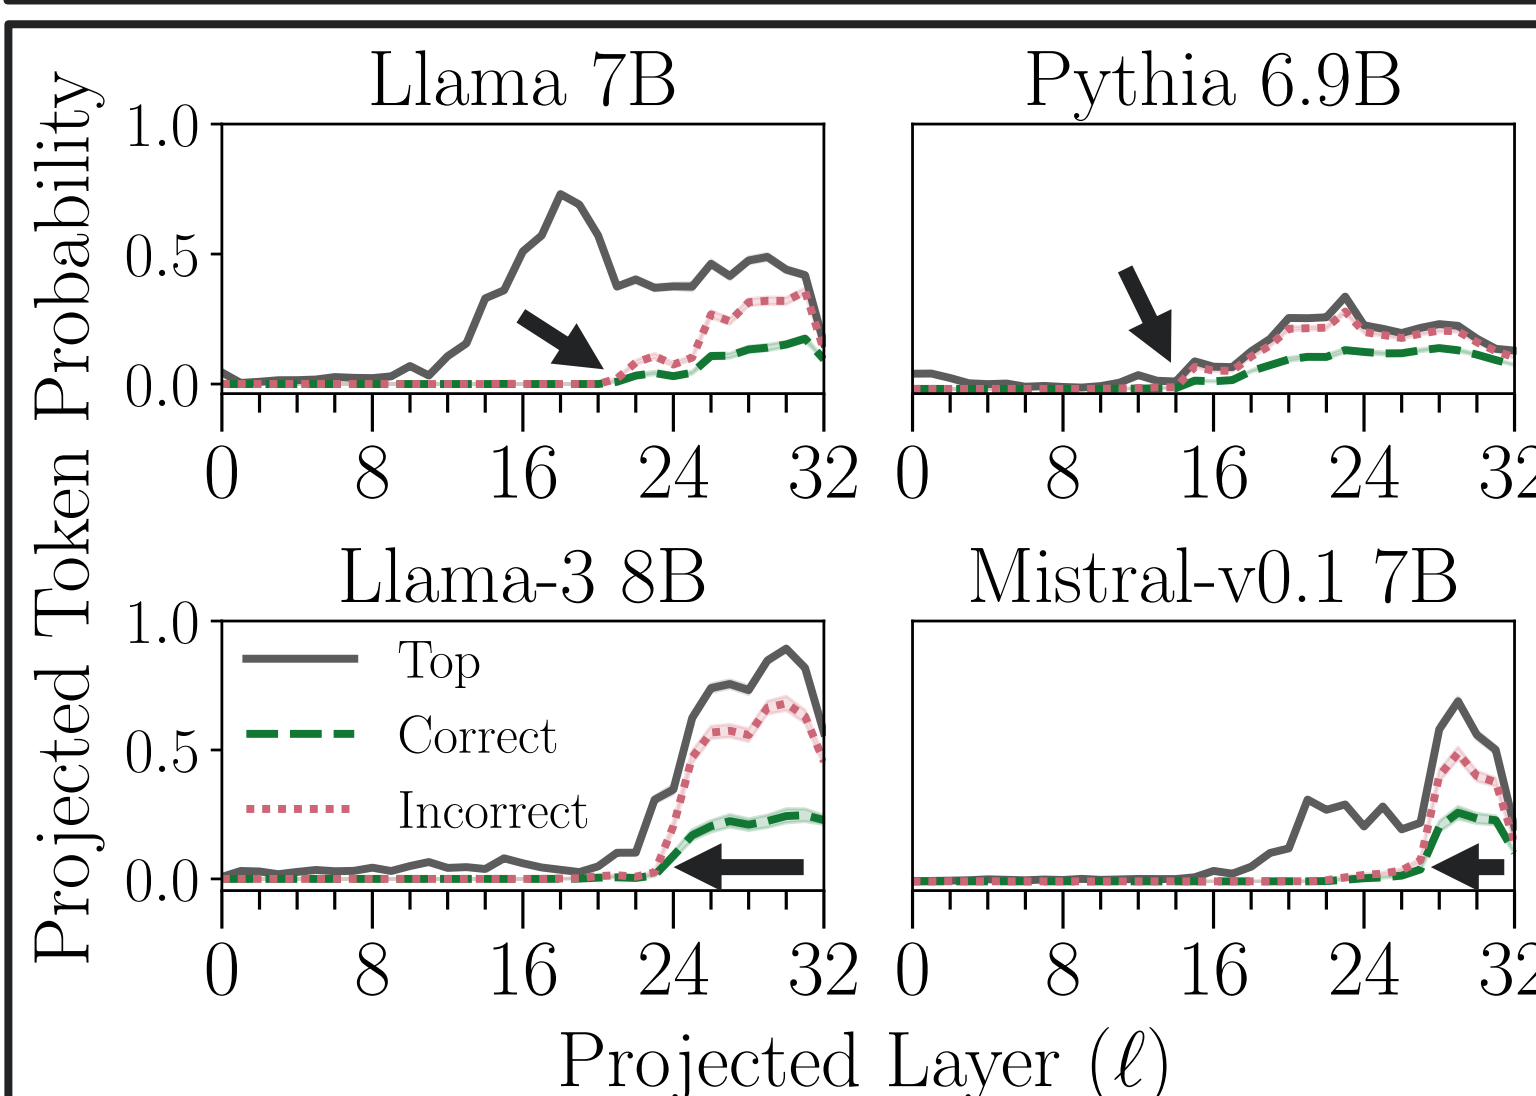 Llama 7B
Pythia 6.9B
Projected Token Probability
1.0
0.5
0.0
0 8 16 24 32
0 8 16 24 32
Llama-3 8B
Mistral-v0.1 7B
1.0
0.5
0.0
Top
Correct
Incorrect
0 8 16 24 32
0 8 16 24 32
Projected Layer (ℓ)